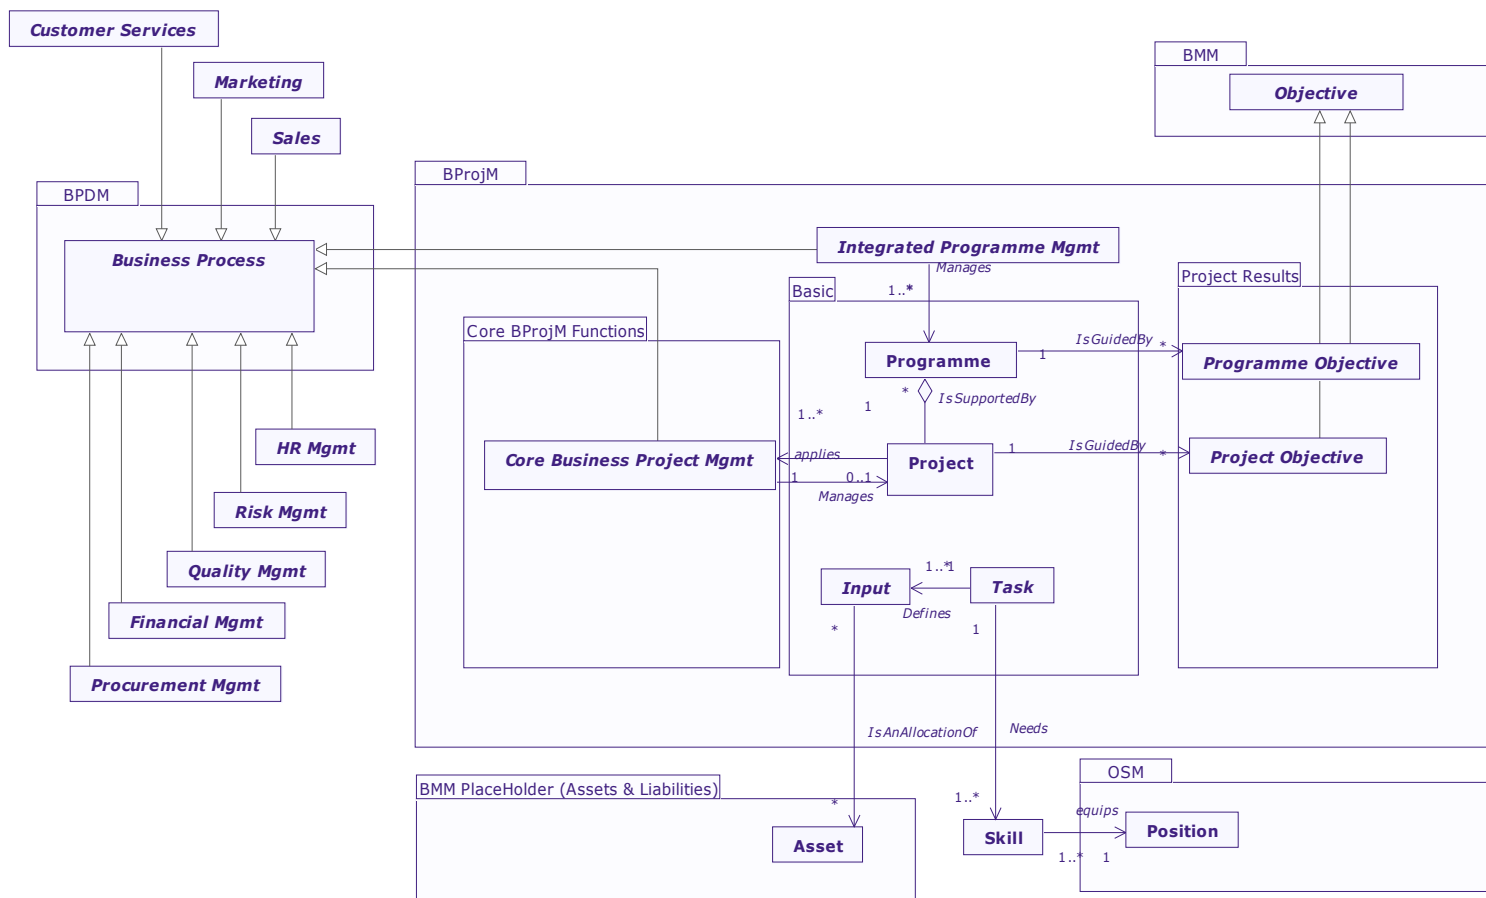 Customer Services
Marketing
Sales
BPDM
Business Process
HR Mgmt
Risk Mgmt
Quality Mgmt
Financial Mgmt
Procurement Mgmt
BMM
Objective
BProjM
Integrated Programme Mgmt
Manages
1..*
Basic
Project Results
Core BProjM Functions
Programme
IsGuidedBy
1
*
Programme Objective
*
IsSupportedBy
1
1..*
Core Business Project Mgmt
applies
Project
1
IsGuidedBy
*
Project Objective
1
0..1
Manages
1..*
1
Input
Task
Defines
*
1
IsAnAllocationOf
Needs
BMM PlaceHolder (Assets & Liabilities)
*
1..*
Asset
Skill
OSM
equips
Position
1..*
1